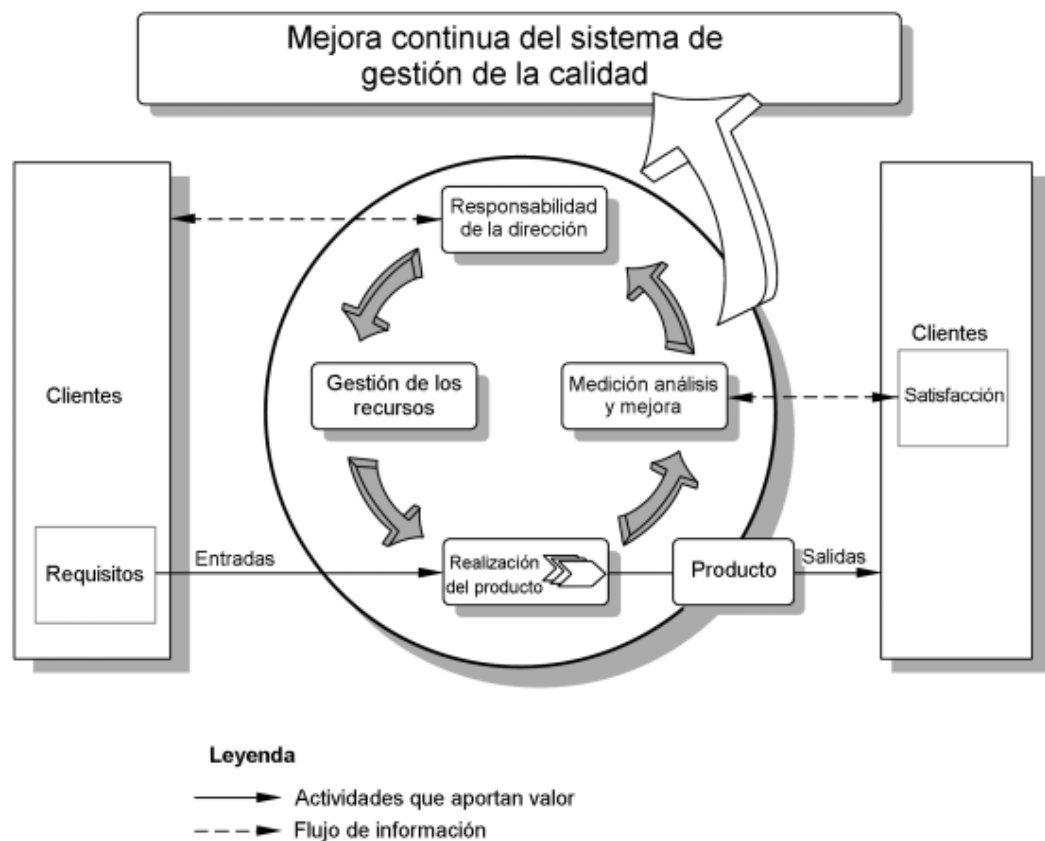 Mejora continua del sistema de
gestión de la calidad
Responsabilidad
de la dirección
Clientes
Gestión de los
recursos
Medición análisis
y mejora
Clientes
Satisfacción
Requisitos
Entradas
Realización
del producto
Producto
Salidas
Leyenda
Actividades que aportan valor
Flujo de información